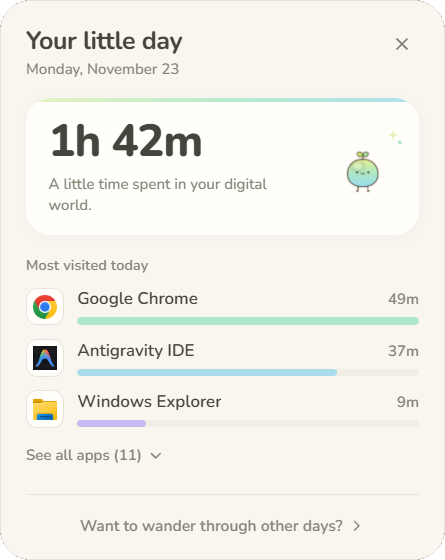 Your little day
Monday, November 23
1h 42m
A little time spent in your digital
world.
Most visited today
Google Chrome 49m
Antigravity IDE 37m
Windows Explorer 9m
See all apps (11)
Want to wander through other days?